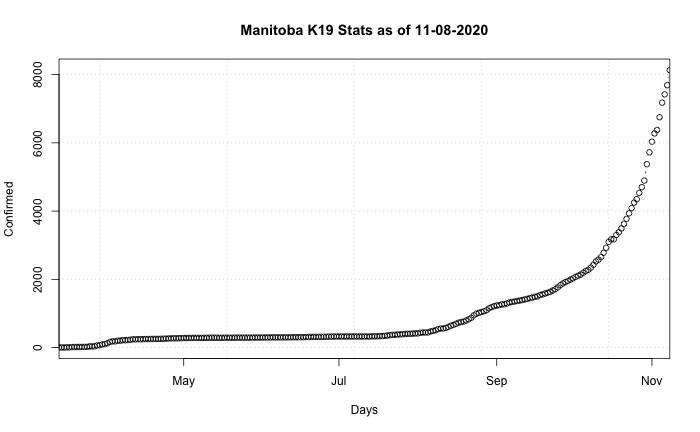 Manitoba K19 Stats as of 11-08-2020
8000
6000
4000
2000
0
Confirmed
May Jul Sep Nov
Days